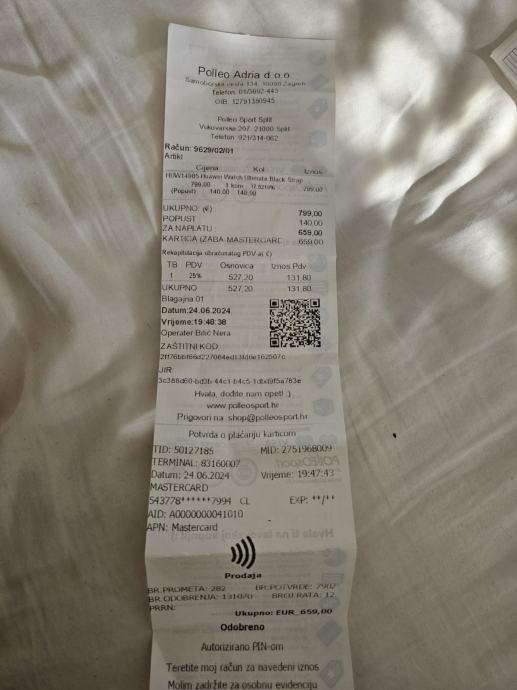 Polleo Adria d.o.o.
Samoborska cesta 134, 10000 Zagreb
Telefon: 01/3692-443
OIB: 12791380945
Polleo Sport Split
Vukovarska 207, 21000 Split
Telefon: 021/314-062
Račun: 9629/02/01
Artikl
Cijena Kol. Iznos
Huawei Watch Ultimate Black Strap
799,00 1 kom 799,00
(Popust) 140,00 140,00
UKUPNO: (€) 799,00
POPUST 140,00
ZA NAPLATU: 659,00
KARTICA (ZABA MASTERCARD 659,00
Rekapitulacija obračunatog PDV-a( €)
TB PDV Osnovica Iznos Pdv
1 25% 527,20 131,80
UKUPNO 527,20 131,80
Blagajna 01
Datum:24.06.2024
Vrijeme:19:48:38
Operater Bilić Nera
ZAŠTITNI KOD:
JIR:
Hvala, dođite nam opet! :)
www.polleosport.hr
Prigovori na: shop@polleosport.hr
Potvrda o plaćanju karticom
TID: 50127185 MID: 2751968009
TERMINAL: 83160007
Datum: 24.06.2024 Vrijeme: 19:47:43
MASTERCARD
543778******7994 CL EXP: **/**
AID: A0000000041010
APN: Mastercard
Prodaja
BR.PROMETA: 282 BR.POTVRDE: 7902
BR.ODOBRENJA: 131070 BROJ RATA: 12
PRRN:
Ukupno: EUR 659,00
Odobreno
Autorizirano PIN-om
Teretite moj račun za navedeni iznos
Molim zadržite za osobnu evidenciju